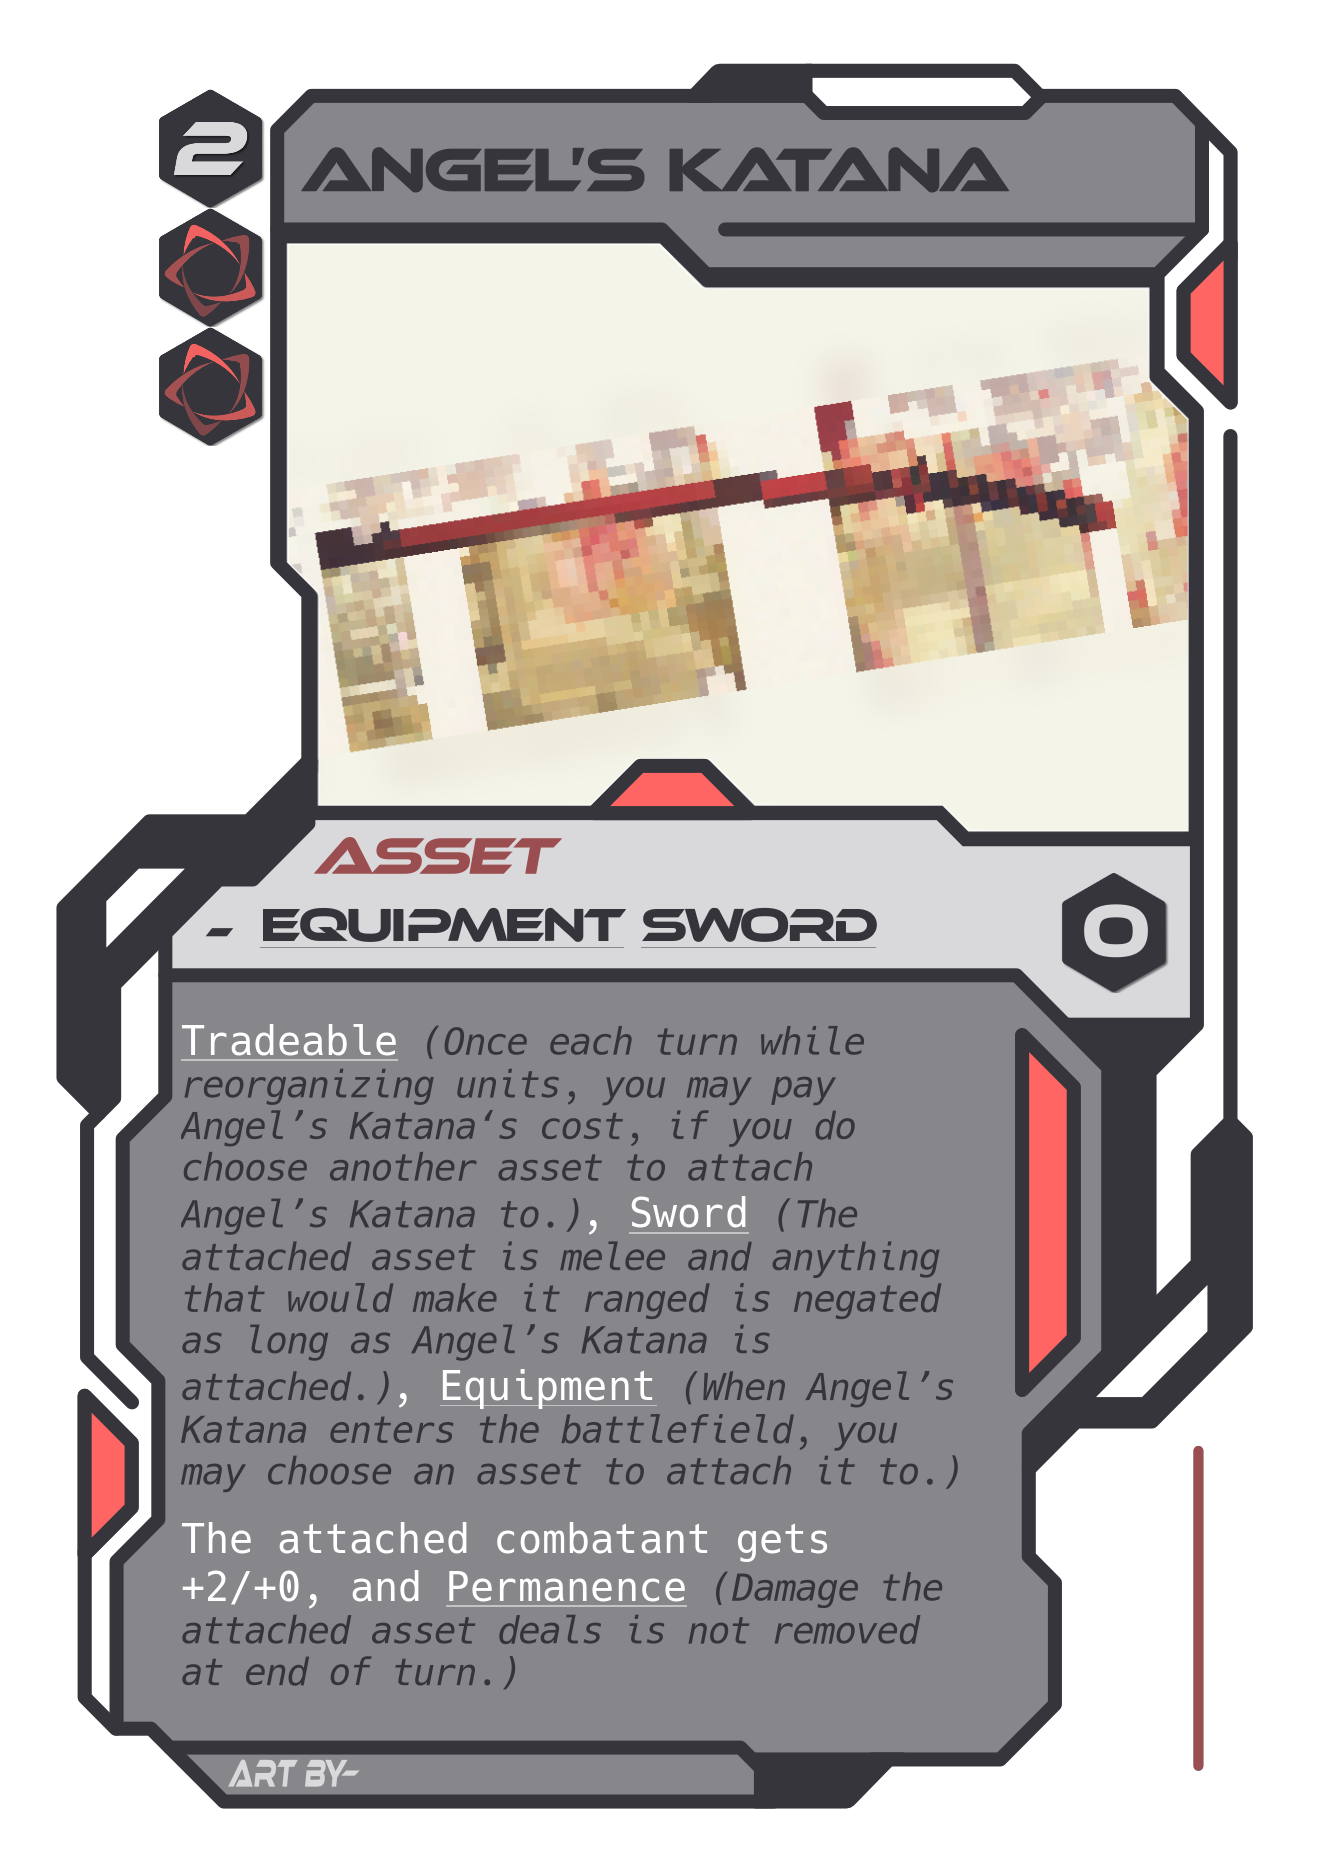 2
ANGEL'S KATANA
ASSET
- EQUIPMENT SWORD
0
Tradeable (Once each turn while
reorganizing units, you may pay
Angel’s Katana‘s cost, if you do
choose another asset to attach
Angel’s Katana to.), Sword (The
attached asset is melee and anything
that would make it ranged is negated
as long as Angel’s Katana is
attached.), Equipment (When Angel’s
Katana enters the battlefield, you
may choose an asset to attach it to.)
The attached combatant gets
+2/+0, and Permanence (Damage the
attached asset deals is not removed
at end of turn.)
ART BY-